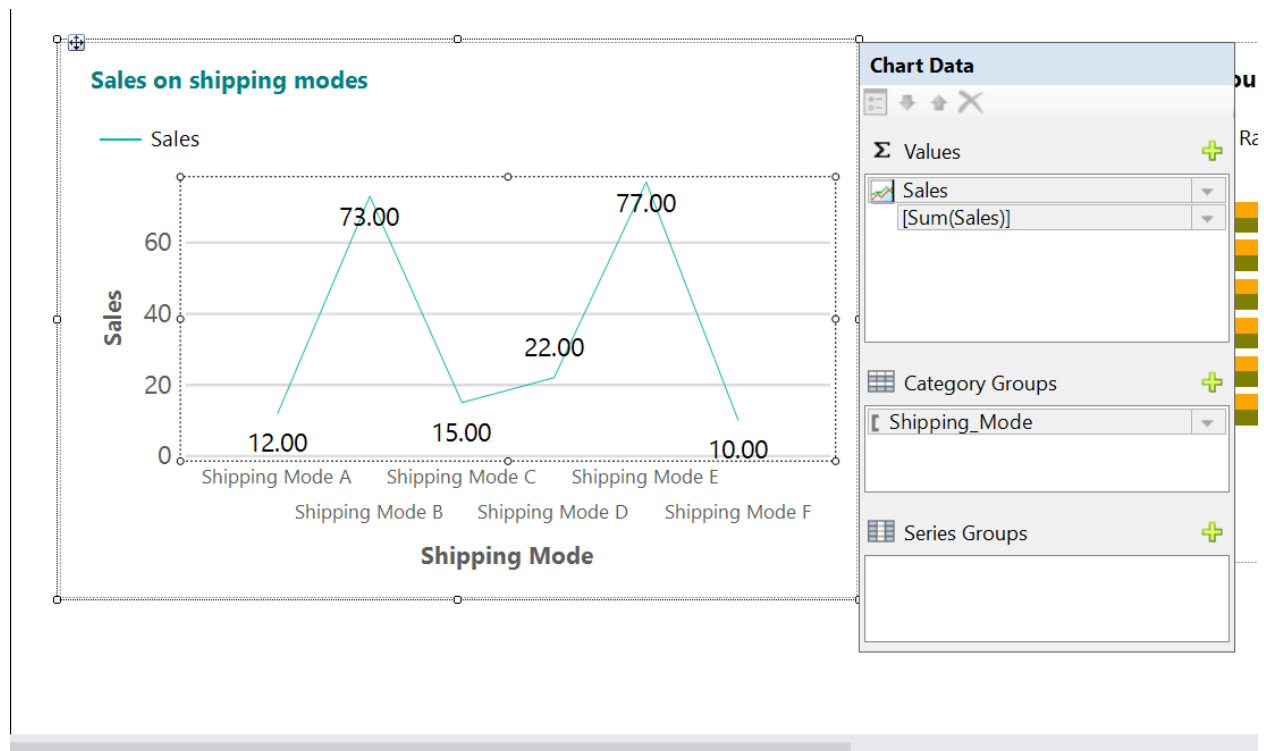 Sales on shipping modes
Sales
73.00
77.00
60
40
22.00
20
15.00
12.00
10.00
0
Sales
Shipping Mode A
Shipping Mode C
Shipping Mode E
Shipping Mode B
Shipping Mode D
Shipping Mode F
Shipping Mode
Chart Data
Σ Values
Sales
[Sum(Sales)]
Category Groups
Shipping_Mode
Series Groups